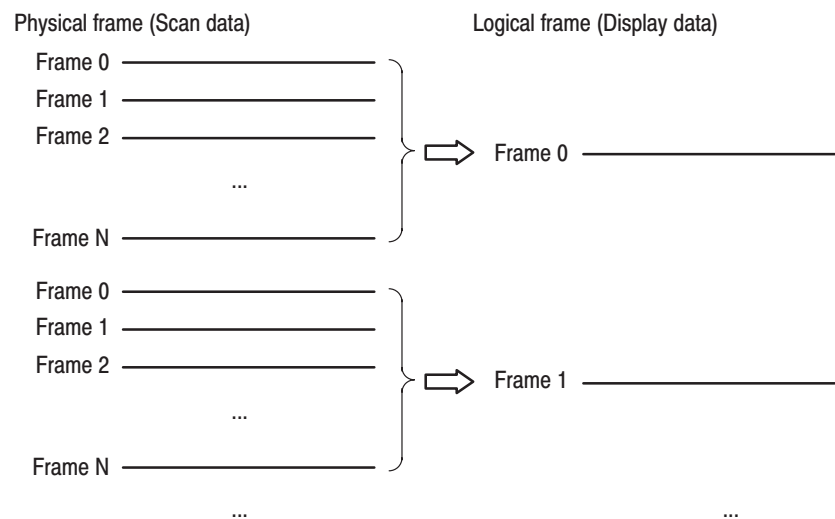 Physical frame (Scan data)
Logical frame (Display data)
Frame 0
Frame 1
Frame 2
...
Frame N
Frame 0
Frame 0
Frame 1
Frame 2
...
Frame N
Frame 1
...
...